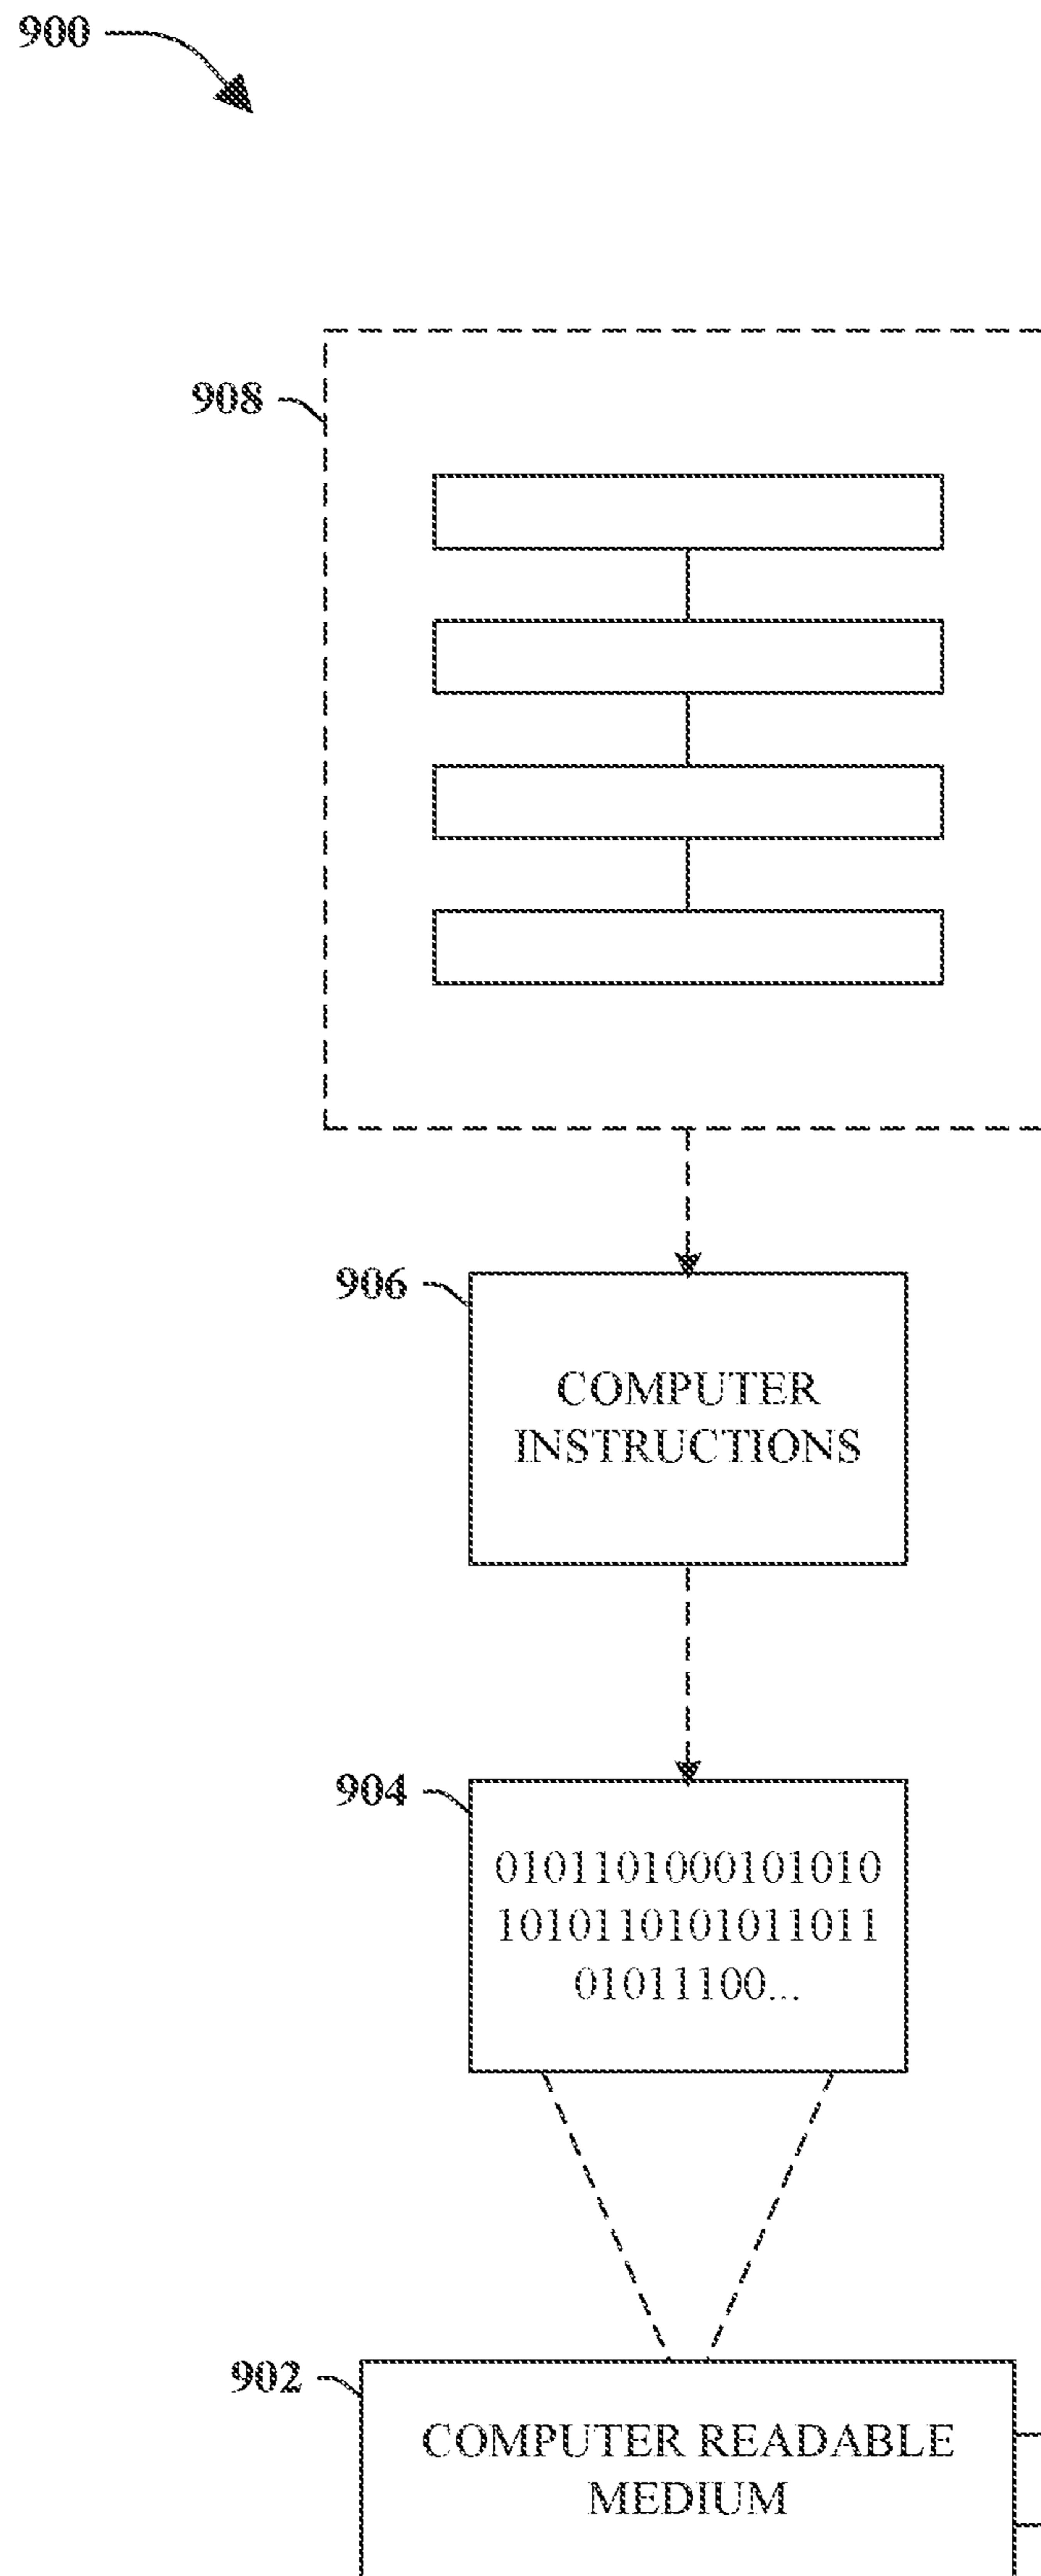 900
908
906
COMPUTER
INSTRUCTIONS
904
0101101000101010
1010110101011011
01011100...
902
COMPUTER READABLE
MEDIUM